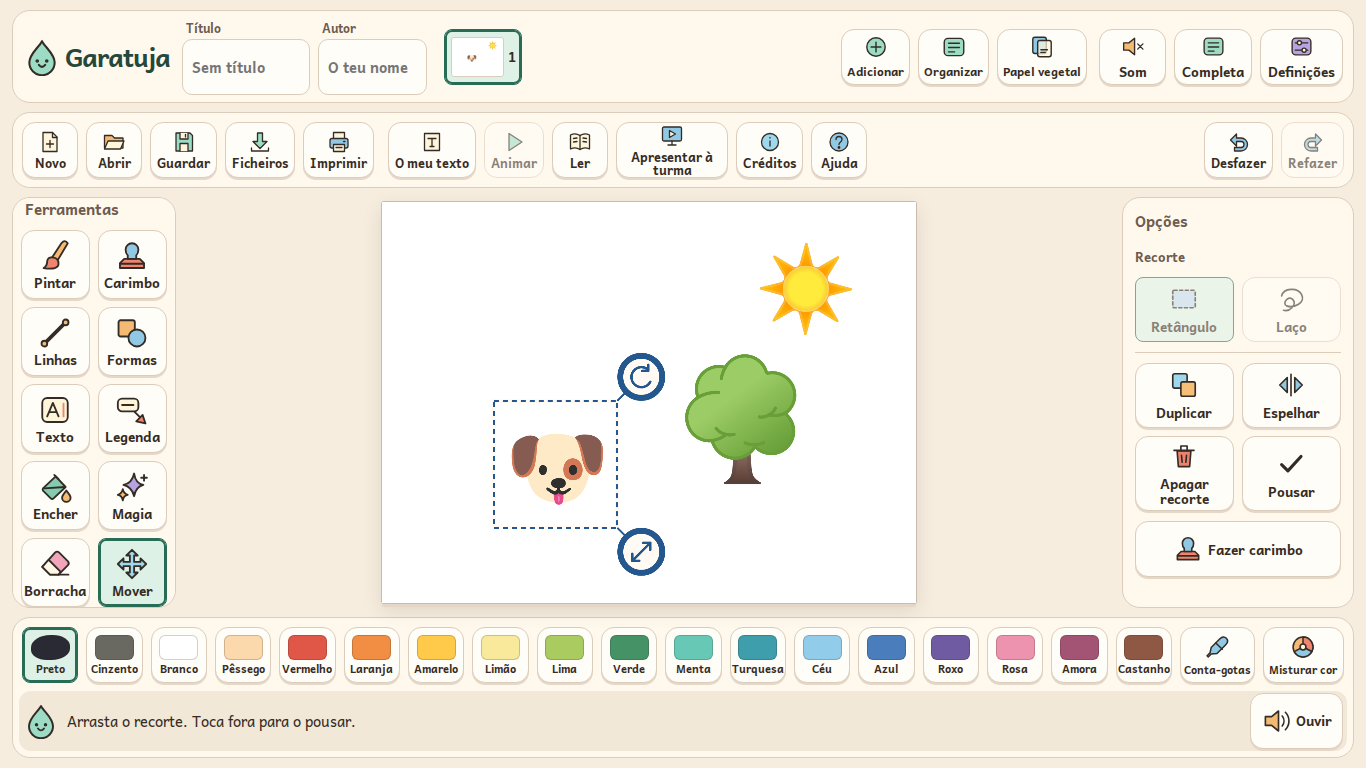 Garatuja
Título
Sem título
Autor
O teu nome
1
Adicionar
Organizar
Papel vegetal
Som
Completa
Definições
Novo
Abrir
Guardar
Ficheiros
Imprimir
O meu texto
Animar
Ler
Apresentar à
turma
Créditos
Ajuda
Desfazer
Refazer
Ferramentas
Pintar
Carimbo
Linhas
Formas
Texto
Legenda
Encher
Magia
Borracha
Mover
Opções
Recorte
Retângulo
Laço
Duplicar
Espelhar
Apagar
recorte
Pousar
Fazer carimbo
Preto
Cinzento
Branco
Pêssego
Vermelho
Laranja
Amarelo
Limão
Lima
Verde
Menta
Turquesa
Céu
Azul
Roxo
Rosa
Amora
Castanho
Conta-gotas
Misturar cor
Arrasta o recorte. Toca fora para o pousar.
Ouvir